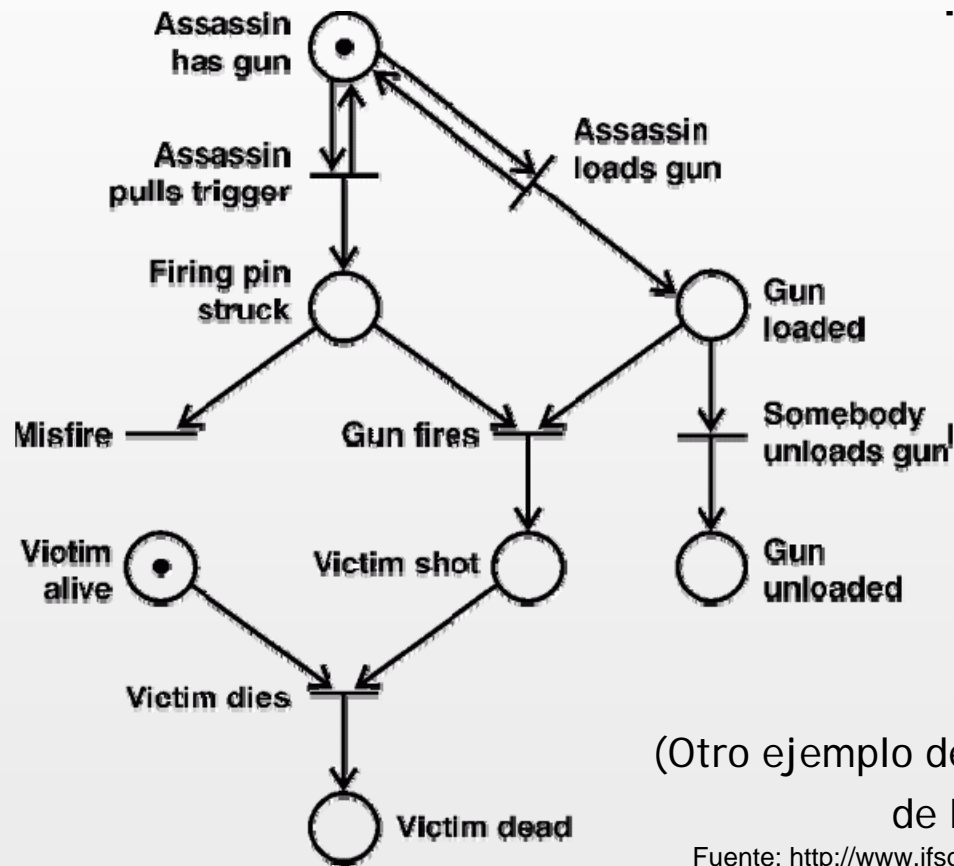 Assassin
has gun
Assassin
loads gun
Assassin
pulls trigger
Firing pin
struck
Gun
loaded
Misfire
Gun fires
Somebody
unloads gun
Victim
alive
Victim shot
Gun
unloaded
Victim dies
(Otro ejemplo de
de
Victim dead
Fuente: http://www.ifsc